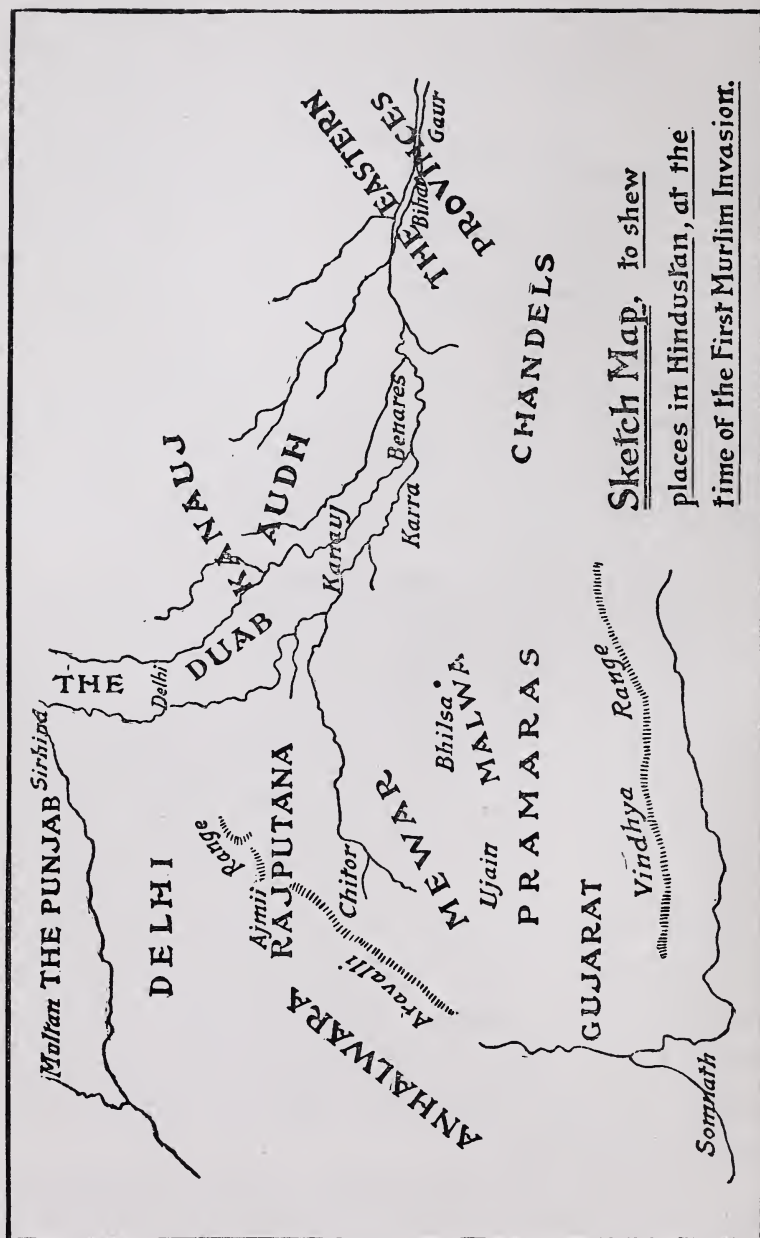 Multan
THE PUNJAB
Sirhind
THE
DUAB
Delhi
DELHI
KANAUJ
AUDH
Kanauj
Benares
Karra
THE EASTERN
PROVINCES
Bihar
Gaur
Ajmii
Range
RAJPUTANA
Aravalli
ANHALWARA
Chitor
MEWAR
Bhilsa
Ujain
MALWA
PRAMARAS
CHANDELS
GUJARAT
Vindhya Range
Somnath
Sketch Map, to shew
places in Hindustan, at the
time of the First Murlim Invasion.